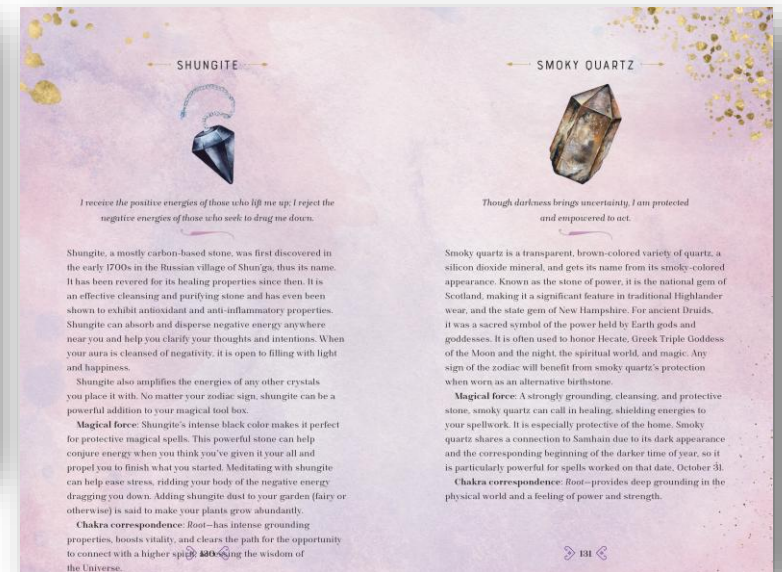 SHUNGITE
I receive the positive energies of those who lift me up; I reject the
negative energies of those who seek to drag me down.
Shungite, a mostly carbon-based stone, was first discovered in
the early 1700s in the Russian village of Shun'ga, thus its name.
It has been revered for its healing properties since then. It is
an effective cleansing and purifying stone and has even been
shown to exhibit antioxidant and anti-inflammatory properties.
Shungite can absorb and disperse negative energy anywhere
near you and help you clarify your thoughts and intentions. When
your aura is cleansed of negativity, it is open to filling with light
and happiness.
Shungite also amplifies the energies of any other crystals
you place it with. No matter your zodiac sign, shungite can be a
powerful addition to your magical tool box.
Magical force: Shungite's intense black color makes it perfect
for protective magical spells. This powerful stone can help
conjure energy when you think you've given it your all and
propel you to finish what you started. Meditating with shungite
can help ease stress, ridding your body of the negative energy
dragging you down. Adding shungite dust to your garden (fairy or
otherwise) is said to make your plants grow abundantly.
Chakra correspondence: Root—has intense grounding
properties, boosts vitality, and clears the path for the opportunity
to connect with a higher spirit, accessing the wisdom of
the Universe.
130
SMOKY QUARTZ
Though darkness brings uncertainty, I am protected
and empowered to act.
Smoky quartz is a transparent, brown-colored variety of quartz, a
silicon dioxide mineral, and gets its name from its smoky-colored
appearance. Known as the stone of power, it is the national gem of
Scotland, making it a significant feature in traditional Highlander
wear, and the state gem of New Hampshire. For ancient Druids,
it was a sacred symbol of the power held by Earth gods and
goddesses. It is often used to honor Hecate, Greek Triple Goddess
of the Moon and the night, the spiritual world, and magic. Any
sign of the zodiac will benefit from smoky quartz's protection
when worn as an alternative birthstone.
Magical force: A strongly grounding, cleansing, and protective
stone, smoky quartz can call in healing, shielding energies to
your spellwork. It is especially protective of the home. Smoky
quartz shares a connection to Samhain due to its dark appearance
and the corresponding beginning of the darker time of year, so it
is particularly powerful for spells worked on that date, October 31.
Chakra correspondence: Root—provides deep grounding in the
physical world and a feeling of power and strength.
131